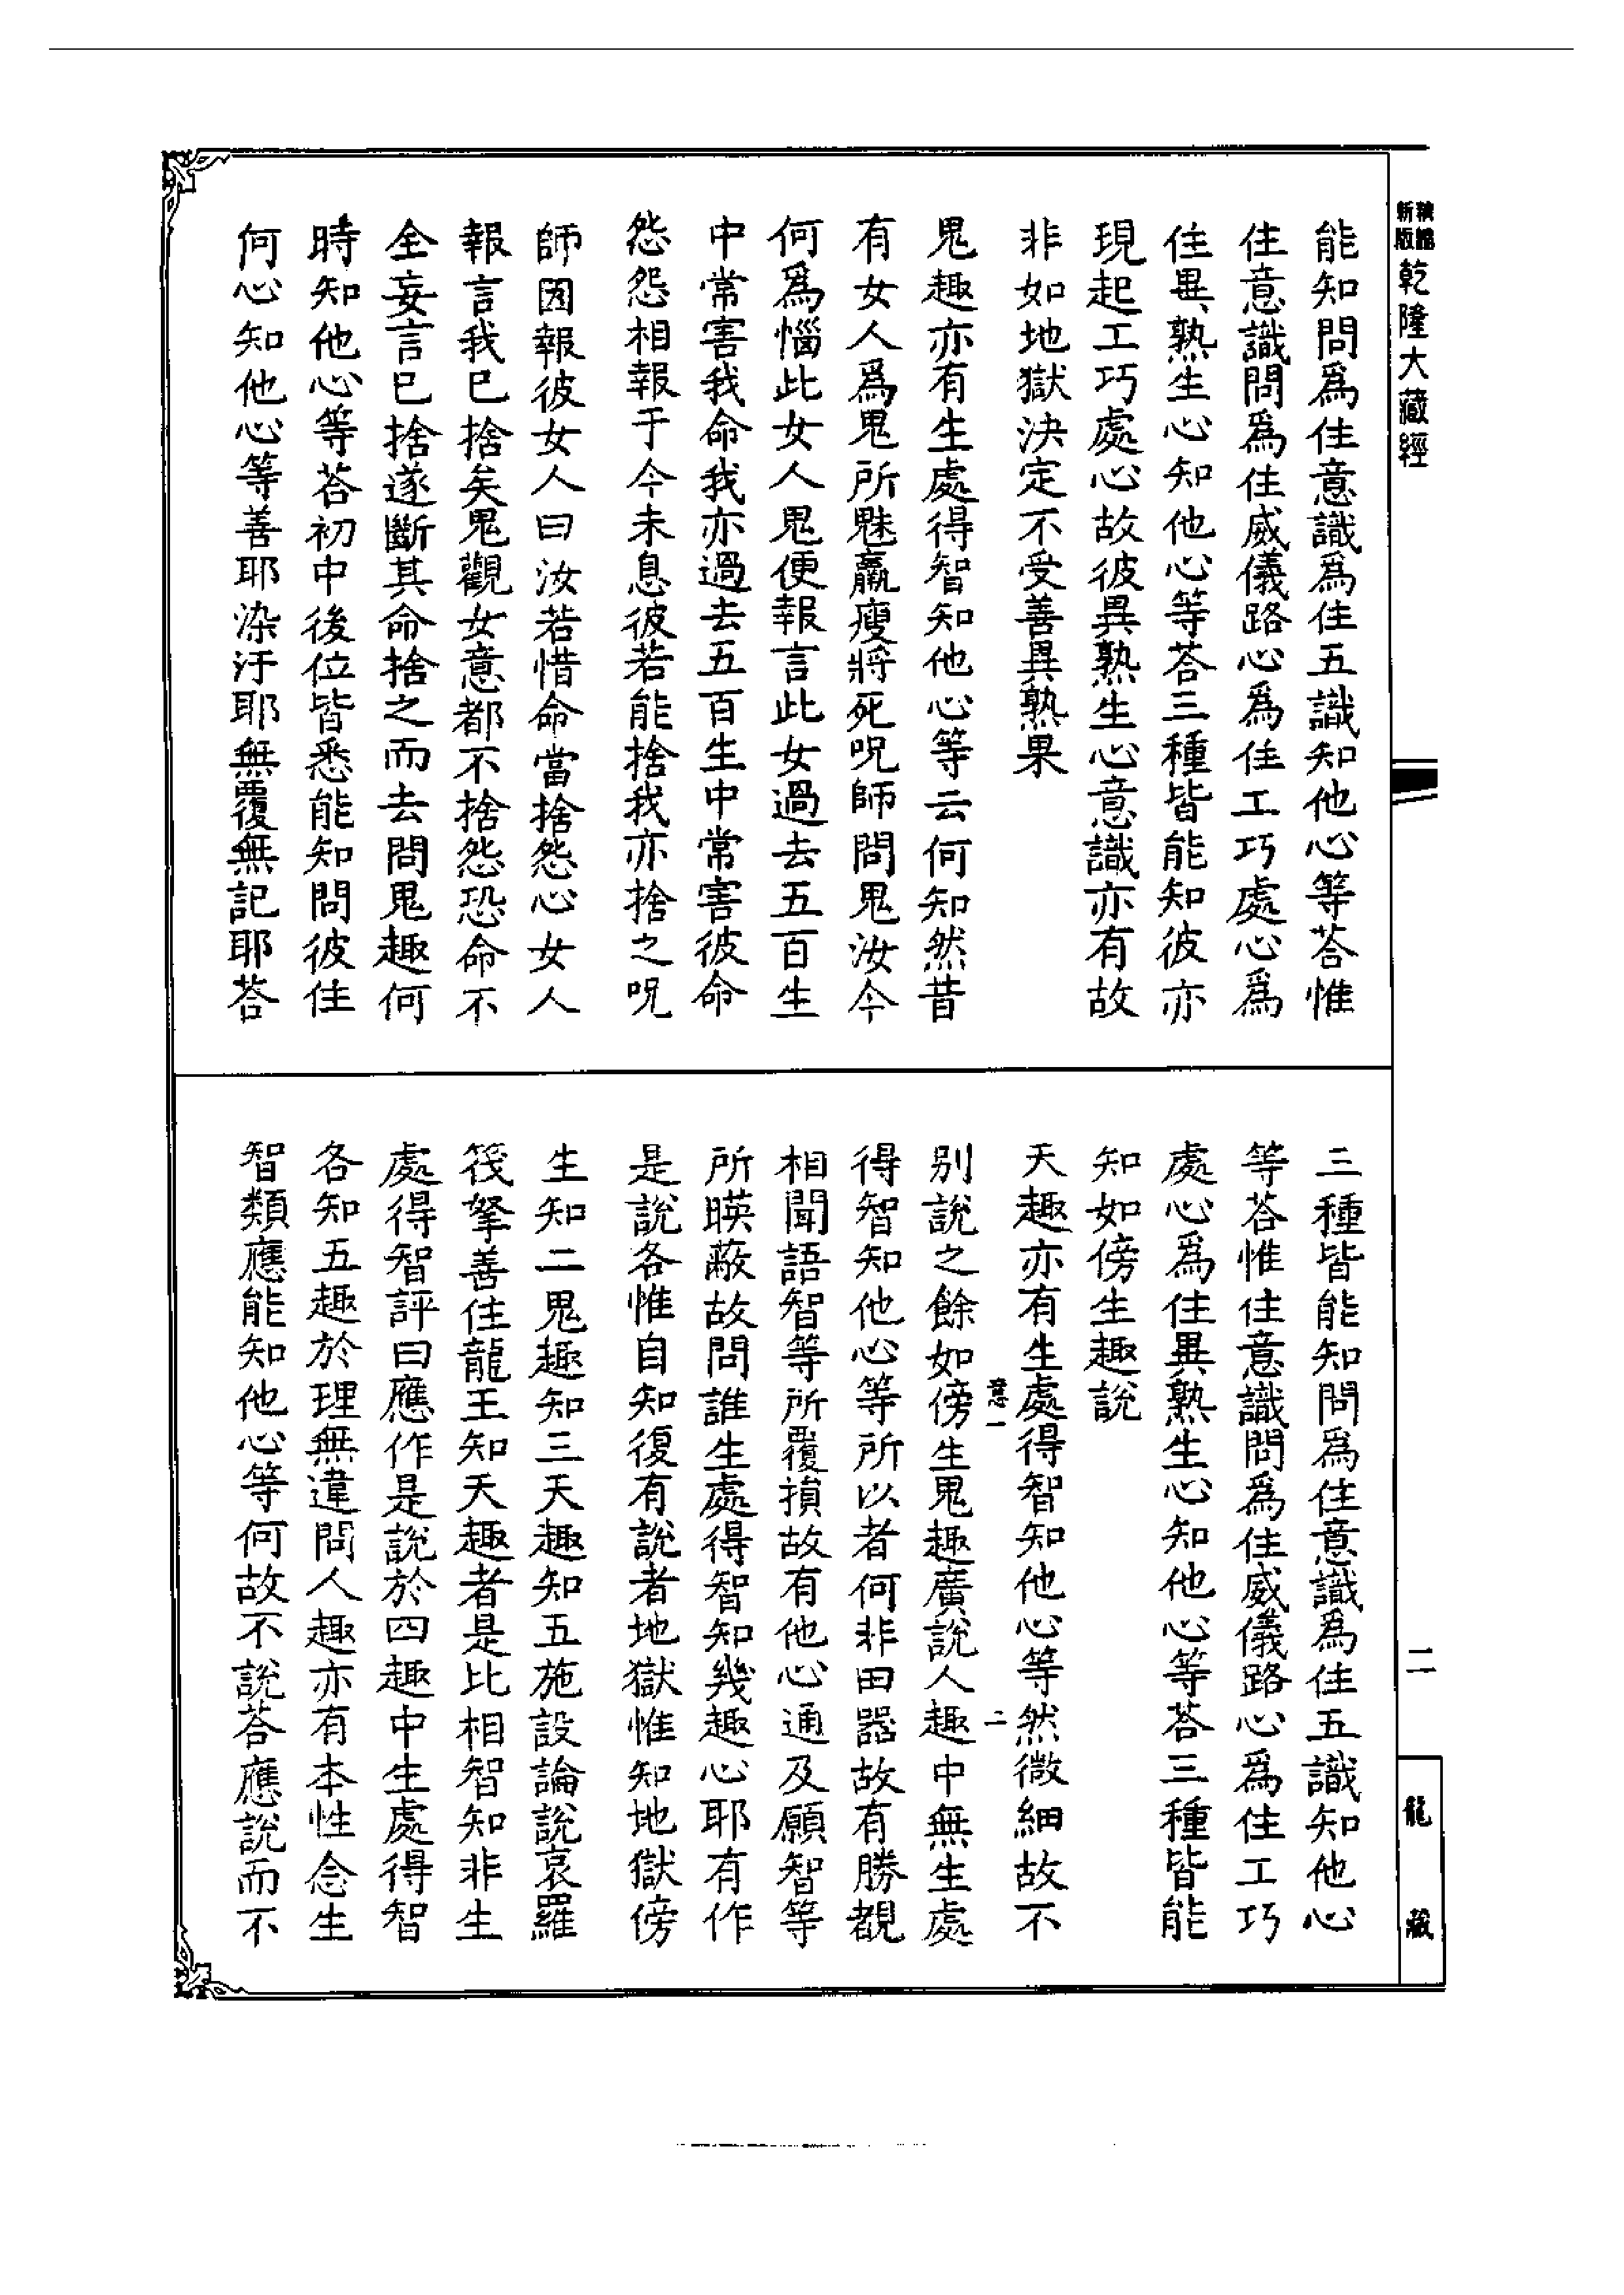 新版
乾隆大藏經
能知問爲住意識爲住五識知他心等荅惟
住意識問爲住威儀路心爲住工巧處心爲
住異熟生心知他心等荅三種皆能知彼亦
現起工巧處心故彼異熟生心意識亦有故
非如地獄決定不受善異熟果
鬼趣亦有生處得智知他心等云何知然昔
有女人爲鬼所魅羸瘦將死呪師問鬼汝今
何爲惱此女人鬼便報言此女過去五百生
中常害我命我亦過去五百生中常害彼命
怨怨相報于今未息彼若能捨我亦捨之呪
師因報彼女人曰汝若惜命當捨怨心女人
報言我已捨矣鬼觀女意都不捨怨恐命不
全妄言已捨遂斷其命捨之而去問鬼趣何
時知他心等荅初中後位皆悉能知問彼住
何心知他心等善耶染汙耶無覆無記耶荅
三種皆能知問爲住意識爲住五識知他心
等荅惟住意識問爲住威儀路心爲住工巧
處心爲住異熟生心知他心等荅三種皆能
知如傍生趣說
天趣亦有生處得智知他心等然微細故不
意一
二
別說之餘如傍生鬼趣廣說人趣中無生處
得智知他心等所以者何非田器故有勝覩
相聞語智等所覆損故有他心通及願智等
所暎蔽故問誰生處得智知幾趣心耶有作
是說各惟自知復有說者地獄惟知地獄傍
生知二鬼趣知三天趣知五施設論說哀羅
筏拏善住龍王知天趣者是比相智知非生
處得智評曰應作是說於四趣中生處得智
各知五趣於理無違問人趣亦有本性念生
智類應能知他心等何故不說荅應說而不
二
龍藏